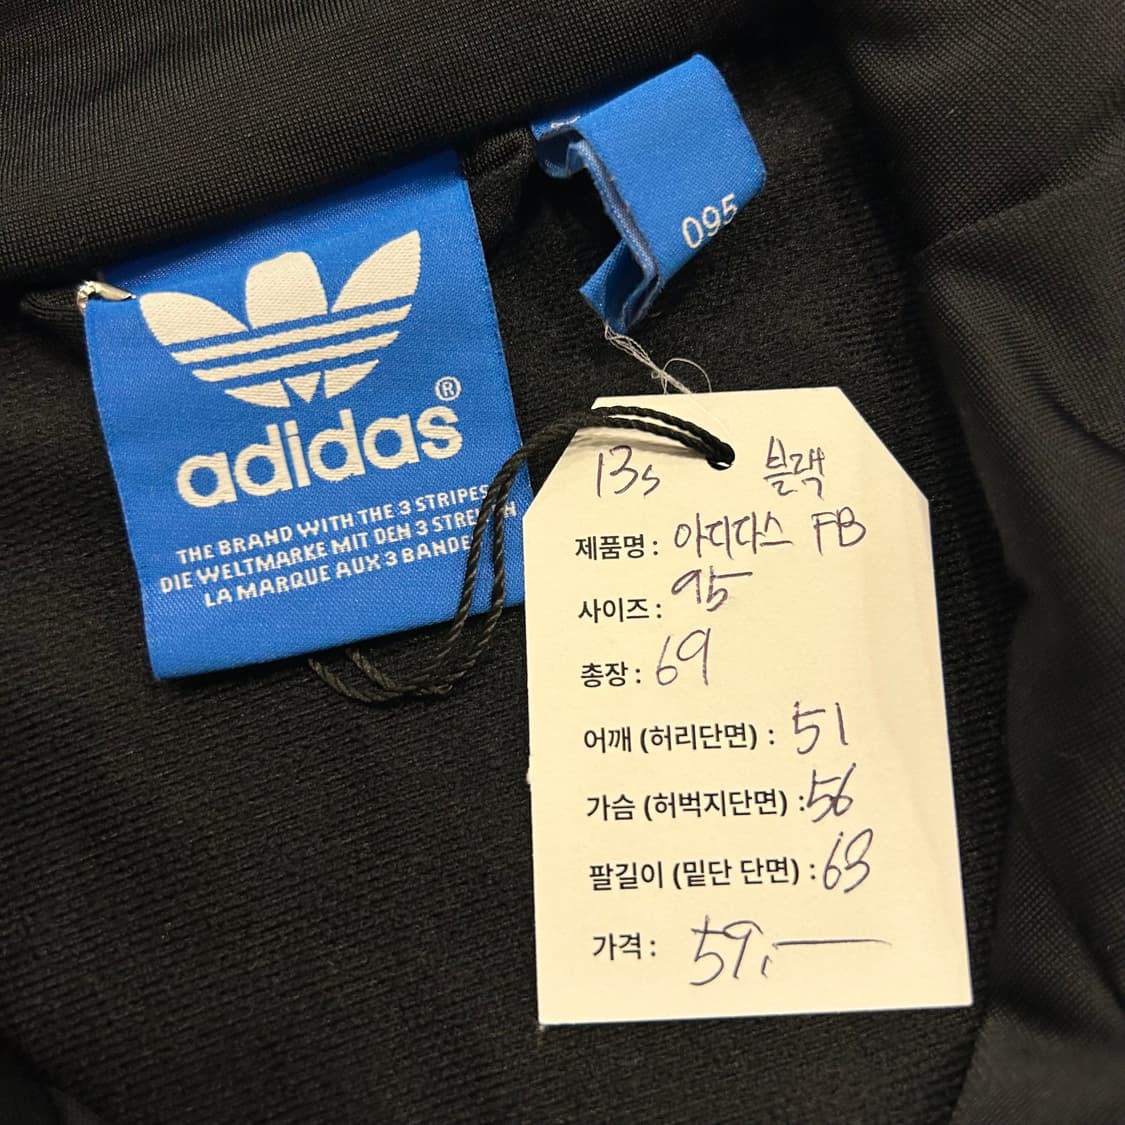 adidas®
THE BRAND WITH THE 3 STRIPES
DIE WELTMARKE MIT DEN 3
LA MARQUE AUX 3 BANDE
095
13s 블랙
제품명 : 아디다스 FB
사이즈 : 95
총장 : 69
어깨 (허리단면) : 51
가슴 (허벅지단면) : 56
팔길이 (밑단 단면) : 63
가격 : 59,—